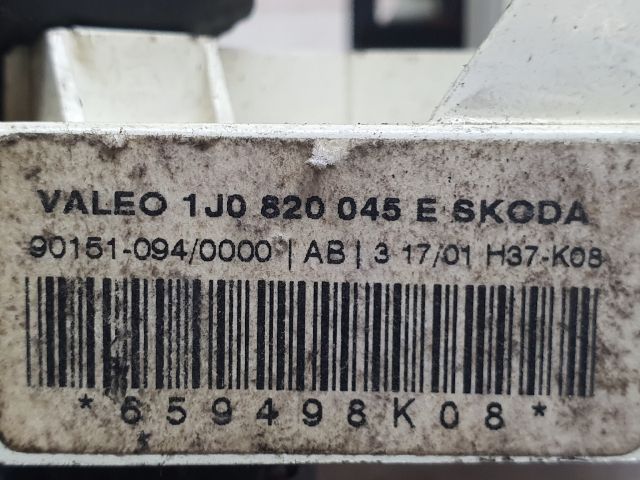 VALEO 1J0 820 045 E SKODA
90151-094/0000 | AB | 3 17/01 H37-K08
*659498K08*